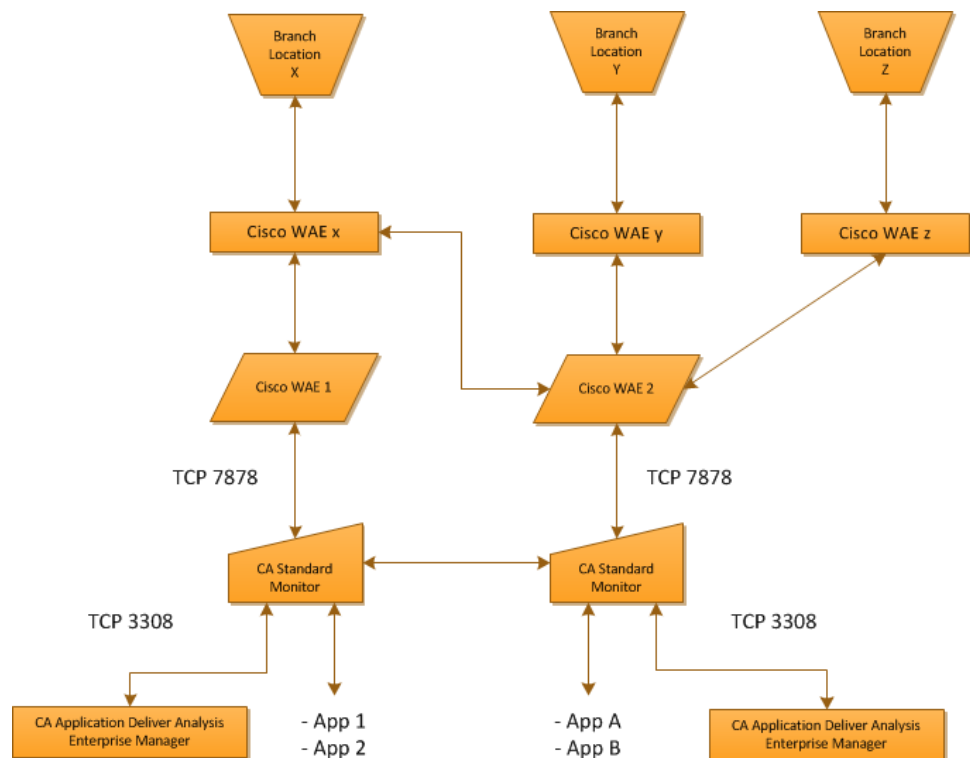 Branch
Location
X
Branch
Location
Y
Branch
Location
Z
Cisco WAE x
Cisco WAE y
Cisco WAE z
Cisco WAE 1
Cisco WAE 2
TCP 7878
TCP 7878
CA Standard
Monitor
CA Standard
Monitor
TCP 3308
TCP 3308
CA Application Deliver Analysis
Enterprise Manager
- App 1
- App 2
- App A
- App B
CA Application Deliver Analysis
Enterprise Manager